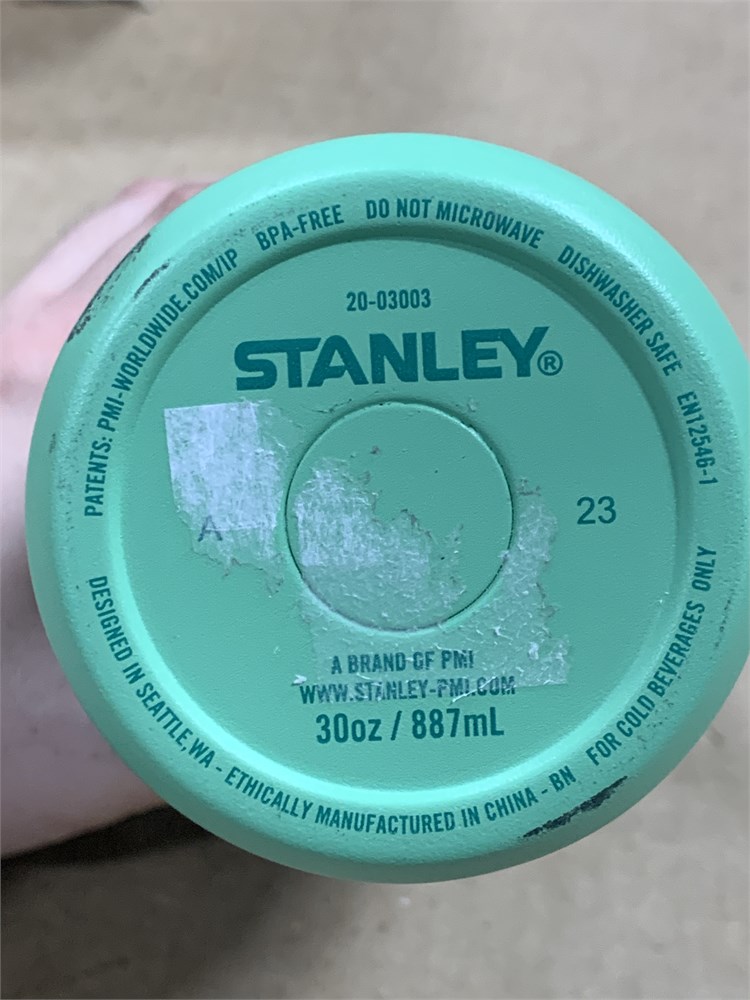 PATENTS: PMI-WORLDWIDE.COM/IP BPA-FREE DO NOT MICROWAVE DISHWASHER SAFE EN12546-1
20-03003
STANLEY®
A
23
A BRAND OF PMI
WWW.STANLEY-PMI.COM
30oz / 887mL
DESIGNED IN SEATTLE, WA - ETHICALLY MANUFACTURED IN CHINA - BN FOR COLD BEVERAGES ONLY